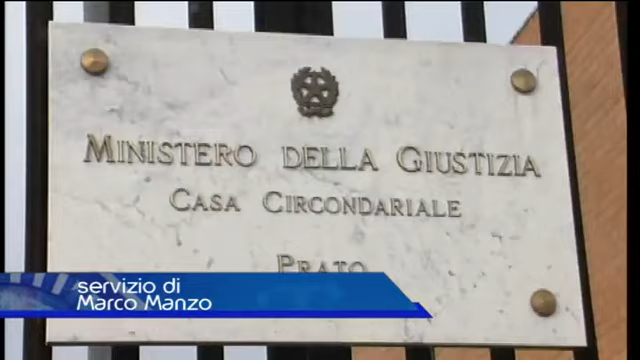 MINISTERO DELLA GIUSTIZIA
CASA CIRCONDARIALE
PRATO
servizio di
Marco Manzo